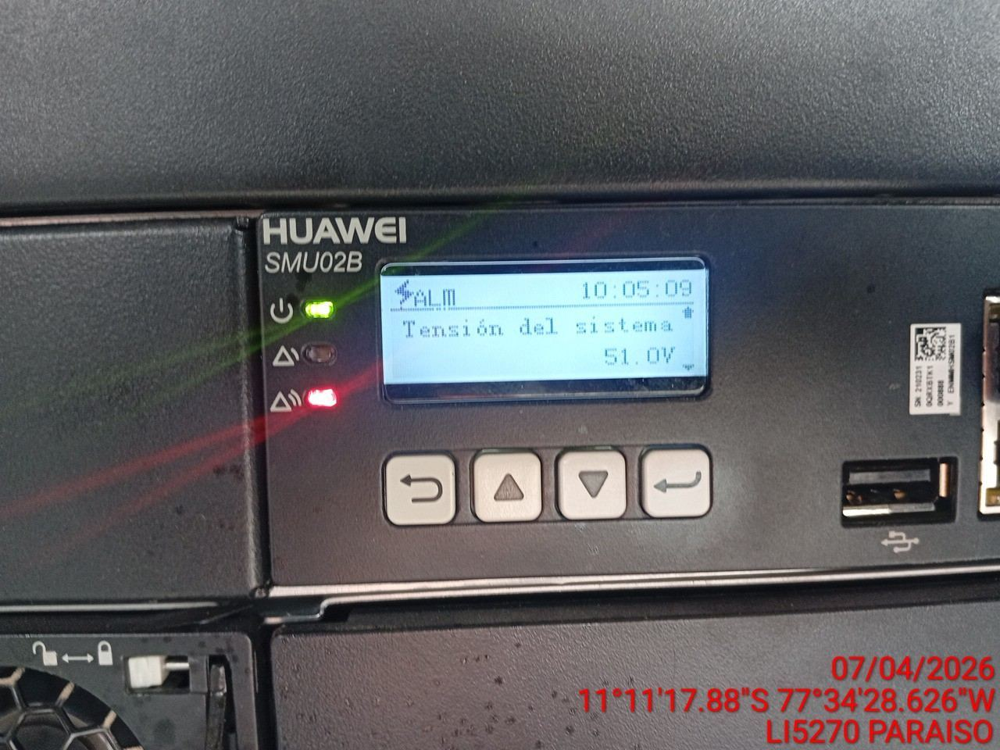 HUAWEI
SMU02B
ALM 10:05:09
Tensión del sistema
51.0V
07/04/2026
11°11'17.88"S 77°34'28.626"W
LI5270 PARAISO